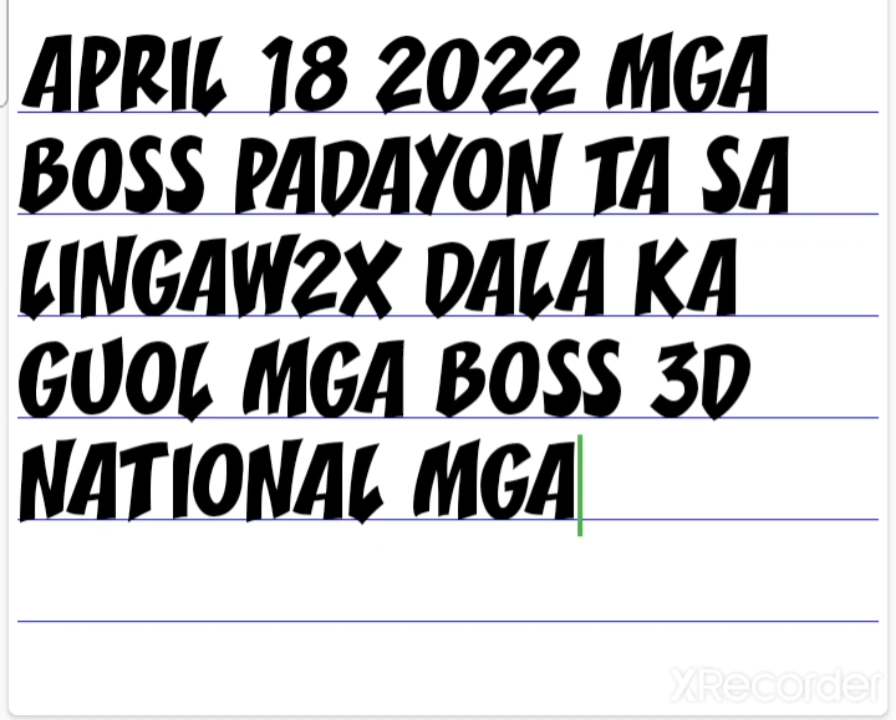 APRIL 18 2022 MGA
BOSS PADAYON TA SA
LINGAW2X DALA KA
GUOL MGA BOSS 3D
NATIONAL MGA
XRecorder